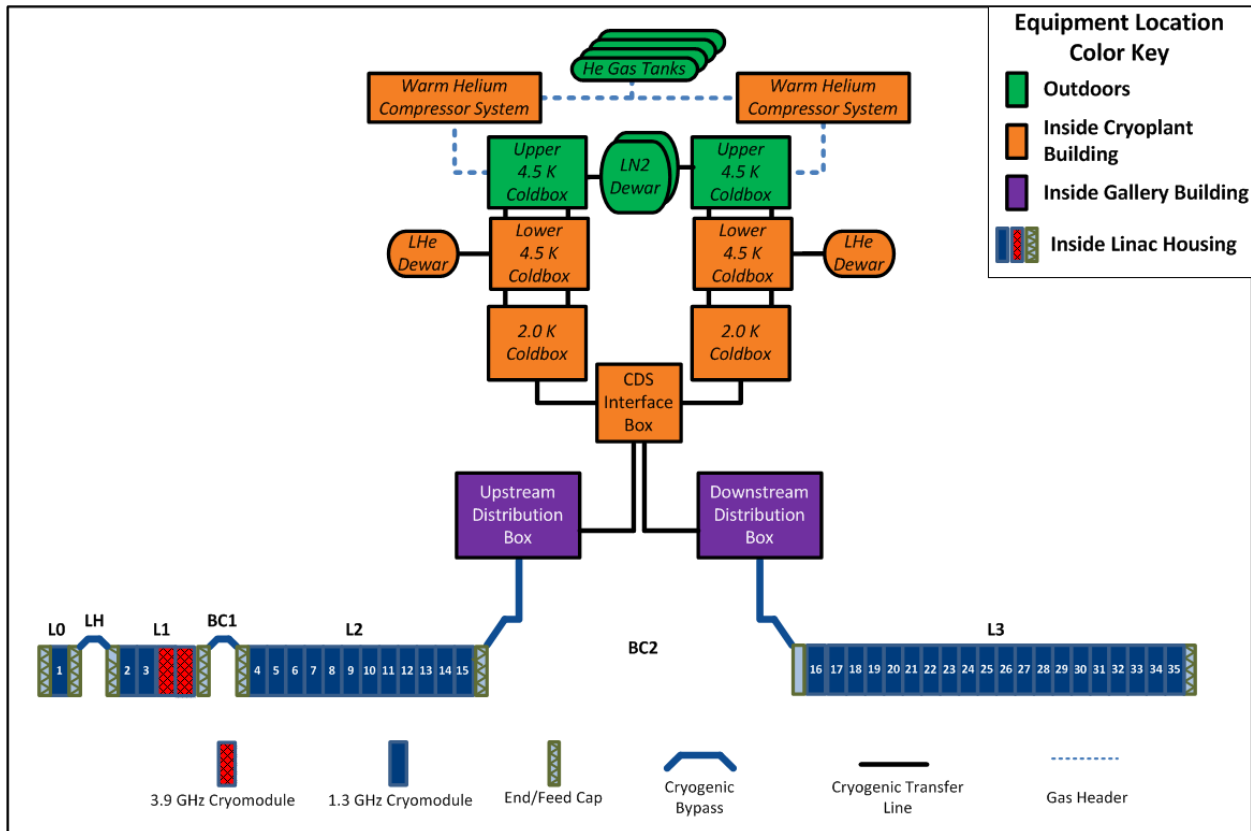 Equipment Location
Color Key
Outdoors
Inside Cryoplant
Building
Inside Gallery Building
Inside Linac Housing
He Gas Tanks
Warm Helium
Compressor System
Warm Helium
Compressor System
Upper
4.5 K
Coldbox
LN2
Dewar
Upper
4.5 K
Coldbox
LHe
Dewar
Lower
4.5 K
Coldbox
Lower
4.5 K
Coldbox
LHe
Dewar
2.0 K
Coldbox
2.0 K
Coldbox
CDS
Interface
Box
Upstream
Distribution
Box
Downstream
Distribution
Box
L0 LH L1 BC1 L2 BC2 L3
1 2 3 4 5 6 7 8 9 10 11 12 13 14 15 16 17 18 19 20 21 22 23 24 25 26 27 28 29 30 31 32 33 34 35
3.9 GHz Cryomodule
1.3 GHz Cryomodule
End/Feed Cap
Cryogenic
Bypass
Cryogenic Transfer
Line
Gas Header